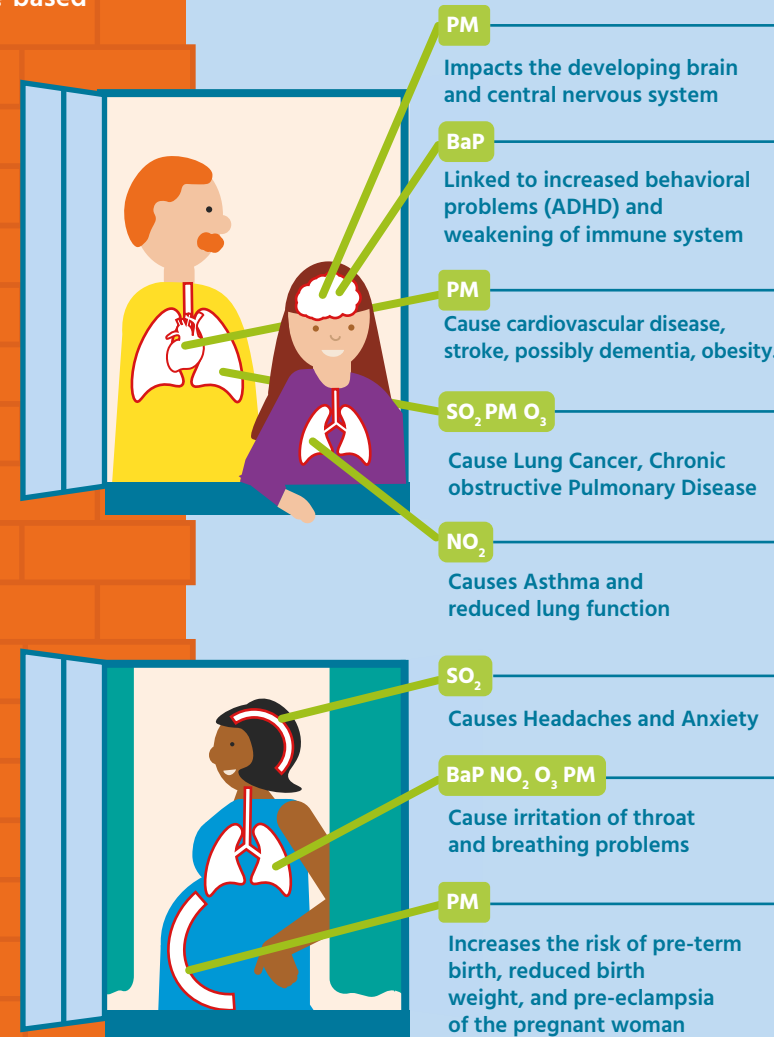 based
PM
Impacts the developing brain
and central nervous system
BaP
Linked to increased behavioral
problems (ADHD) and
weakening of immune system
PM
Cause cardiovascular disease,
stroke, possibly dementia, obesity.
SO₂ PM O₃
Cause Lung Cancer, Chronic
obstructive Pulmonary Disease
NO₂
Causes Asthma and
reduced lung function
SO₂
Causes Headaches and Anxiety
BaP NO₂ O₃ PM
Cause irritation of throat
and breathing problems
PM
Increases the risk of pre-term
birth, reduced birth
weight, and pre-eclampsia
of the pregnant woman